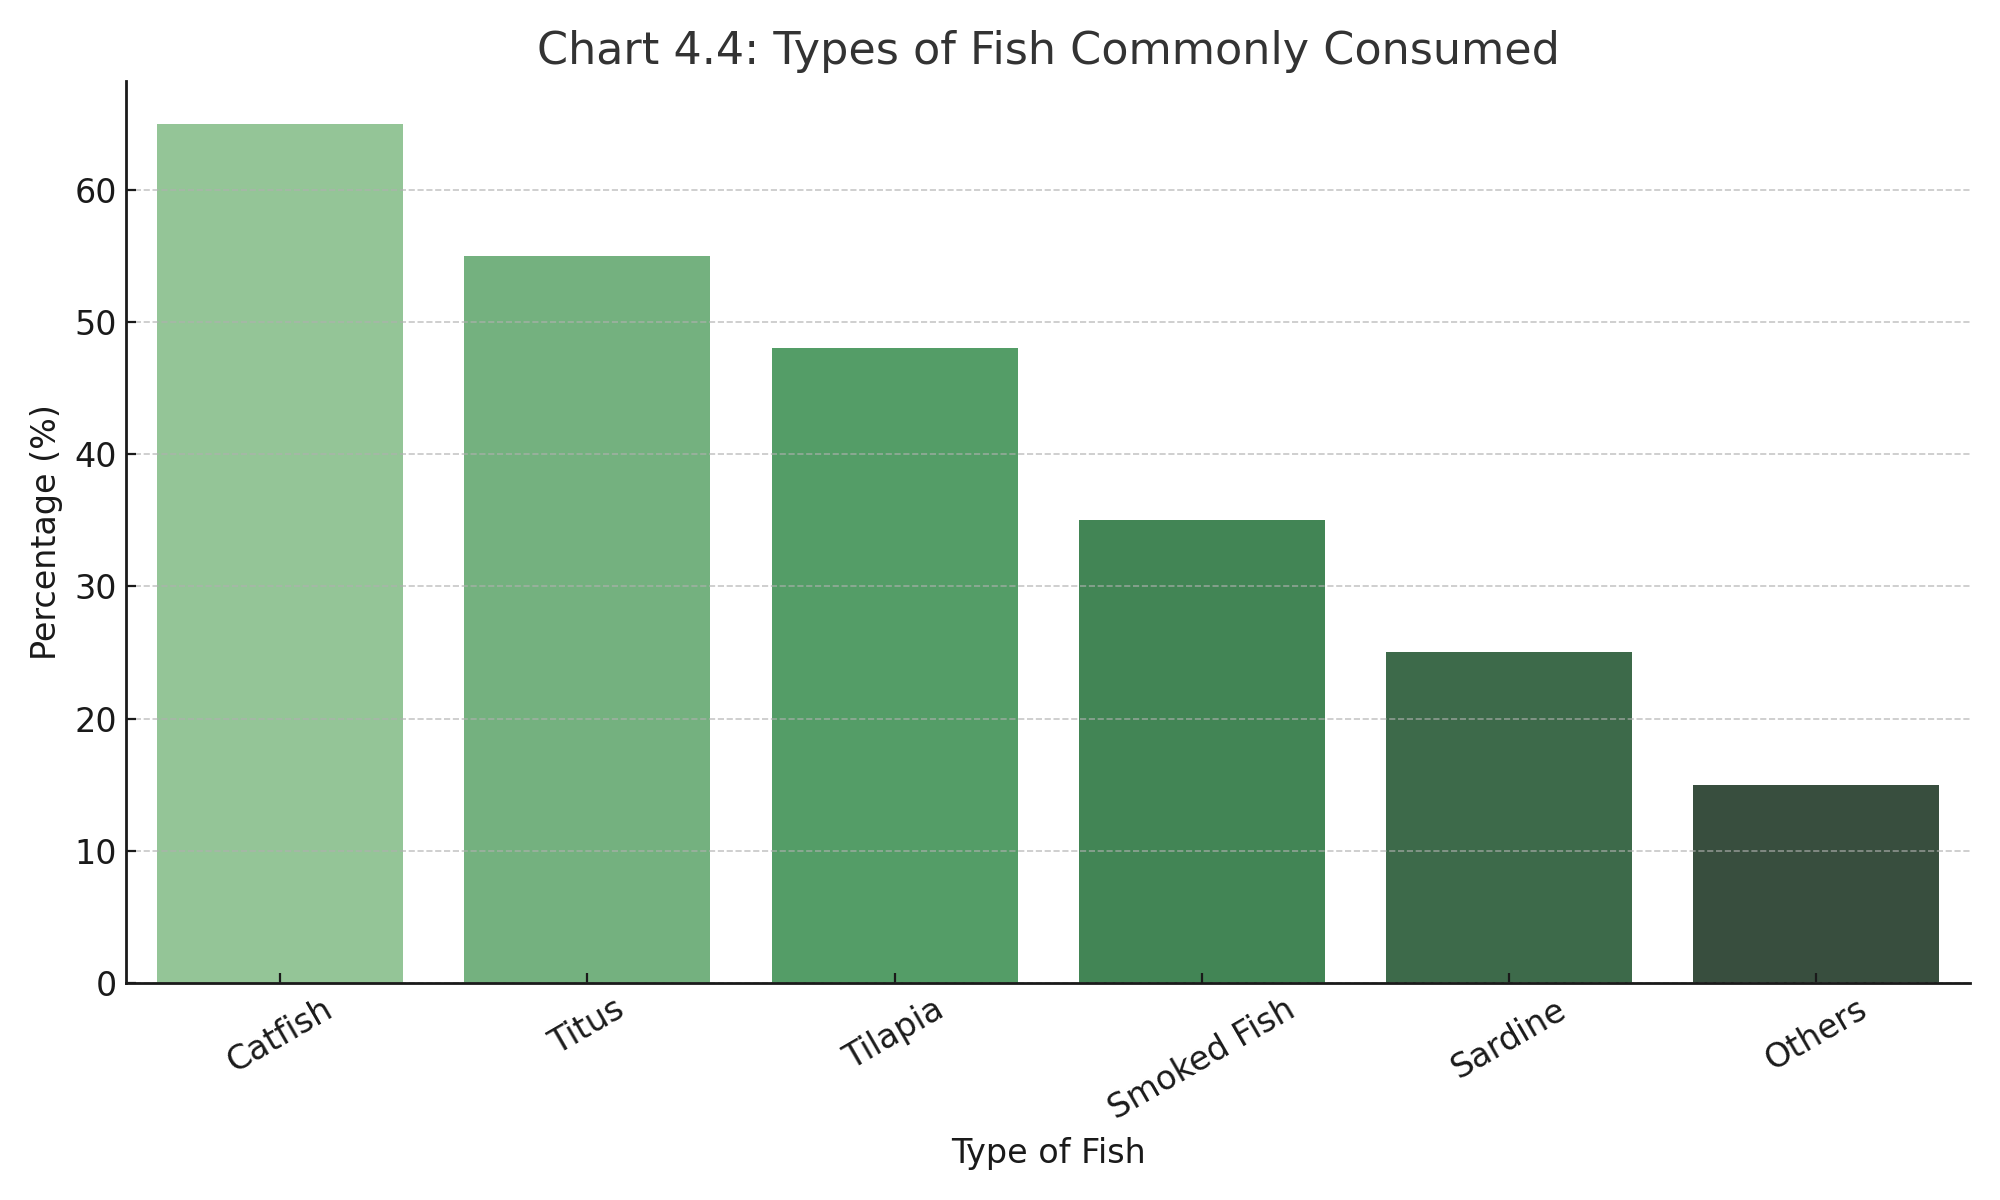 Chart 4.4: Types of Fish Commonly Consumed
Percentage (%)
60
50
40
30
20
10
0
Catfish
Titus
Tilapia
Smoked Fish
Sardine
Others
Type of Fish